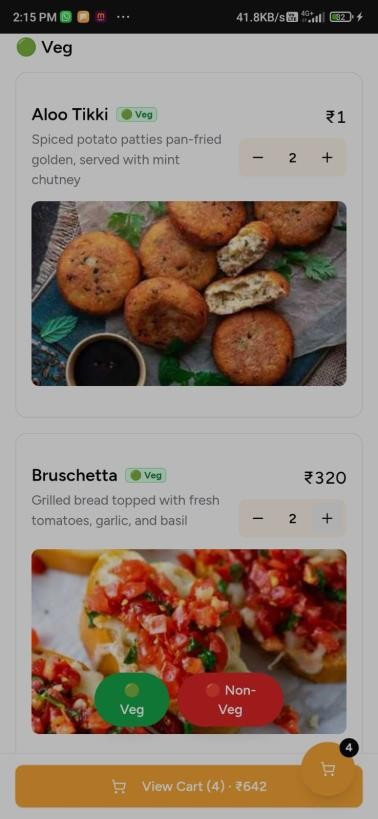 2:15 PM
41.8KB/s 4G+ 82
Veg
Aloo Tikki Veg
₹1
Spiced potato patties pan-fried
golden, served with mint
chutney
− 2 +
Bruschetta Veg
₹320
Grilled bread topped with fresh
tomatoes, garlic, and basil
− 2 +
Veg
Non-
Veg
4
View Cart (4) · ₹642